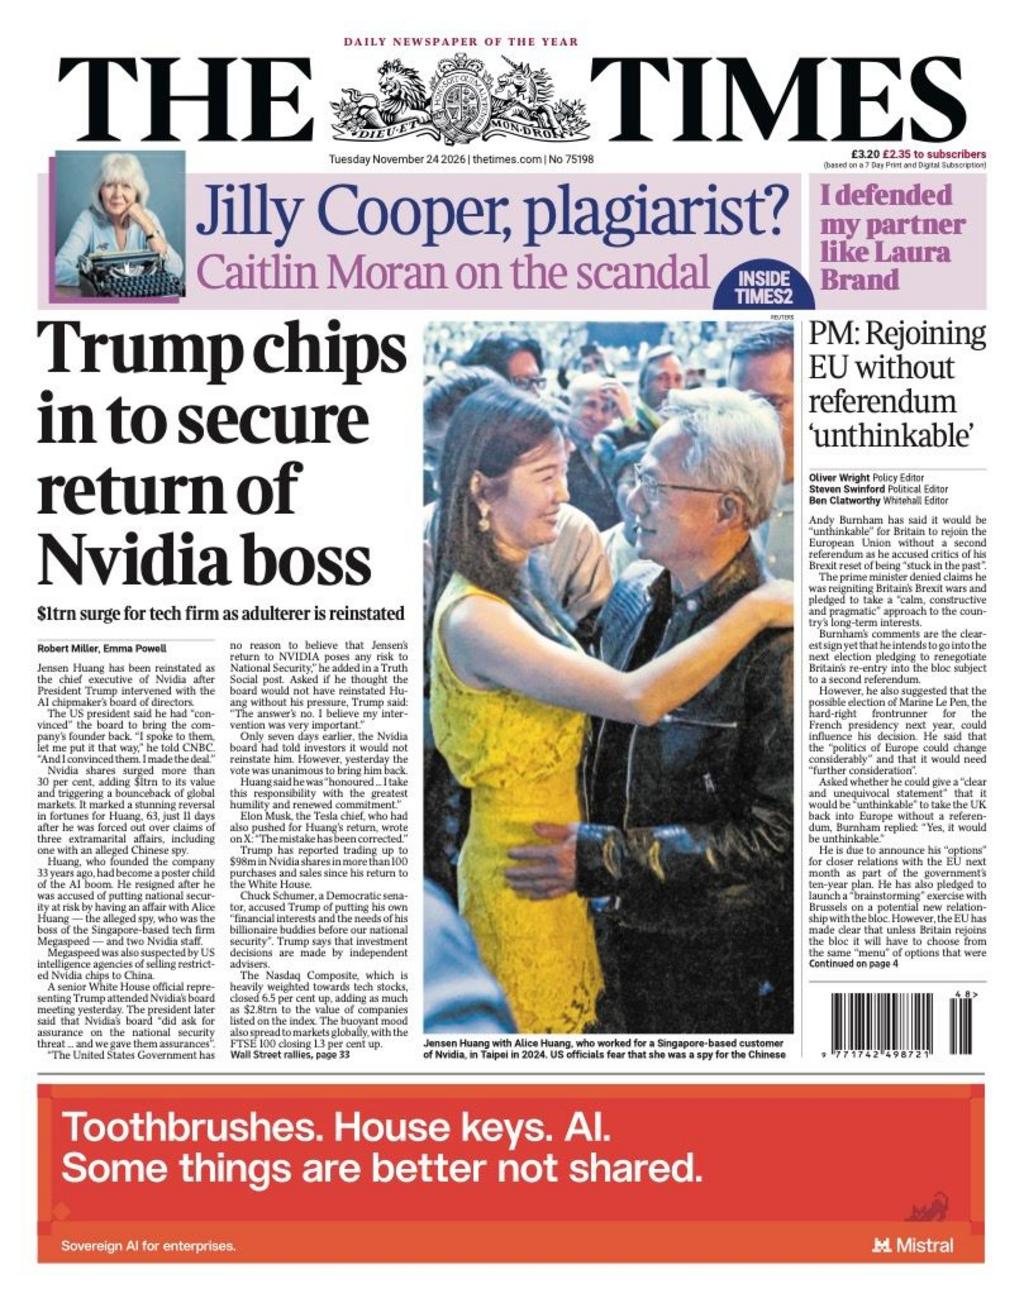 DAILY NEWSPAPER OF THE YEAR
THE TIMES
DIEU·ET MON·DROIT
Tuesday November 24 2026 | thetimes.com | No 75198
£3.20 £2.35 to subscribers
(based on a 7 Day Print and Digital Subscription)
Jilly Cooper, plagiarist?
Caitlin Moran on the scandal
INSIDE
TIMES2
I defended
my partner
like Laura
Brand
Trump chips
in to secure
return of
Nvidia boss
$1trn surge for tech firm as adulterer is reinstated
Robert Miller, Emma Powell
Jensen Huang has been reinstated as
the chief executive of Nvidia after
President Trump intervened with the
AI chipmaker's board of directors.
The US president said he had “con-
vinced” the board to bring the com-
pany's founder back. “I spoke to them,
let me put it that way,” he told CNBC.
“And I convinced them. I made the deal.”
Nvidia shares surged more than
30 per cent, adding $1trn to its value
and triggering a bounceback of global
markets. It marked a stunning reversal
in fortunes for Huang, 63, just 11 days
after he was forced out over claims of
three extramarital affairs, including
one with an alleged Chinese spy.
Huang, who founded the company
33 years ago, had become a poster child
of the AI boom. He resigned after he
was accused of putting national secur-
ity at risk by having an affair with Alice
Huang — the alleged spy, who was the
boss of the Singapore-based tech firm
Megaspeed — and two Nvidia staff.
Megaspeed was also suspected by US
intelligence agencies of selling restrict-
ed Nvidia chips to China.
A senior White House official repre-
senting Trump attended Nvidia's board
meeting yesterday. The president later
said that Nvidia's board “did ask for
assurance on the national security
threat ... and we gave them assurances”.
“The United States Government has
no reason to believe that Jensen's
return to NVIDIA poses any risk to
National Security,” he added in a Truth
Social post. Asked if he thought the
board would not have reinstated Hu-
ang without his pressure, Trump said:
“The answer's no. I believe my inter-
vention was very important.”
Only seven days earlier, the Nvidia
board had told investors it would not
reinstate him. However, yesterday the
vote was unanimous to bring him back.
Huang said he was “honoured ... I take
this responsibility with the greatest
humility and renewed commitment.”
Elon Musk, the Tesla chief, who had
also pushed for Huang's return, wrote
on X: “The mistake has been corrected.”
Trump has reported trading up to
$98m in Nvidia shares in more than 100
purchases and sales since his return to
the White House.
Chuck Schumer, a Democratic sena-
tor, accused Trump of putting his own
“financial interests and the needs of his
billionaire buddies before our national
security”. Trump says that investment
decisions are made by independent
advisers.
The Nasdaq Composite, which is
heavily weighted towards tech stocks,
closed 6.5 per cent up, adding as much
as $2.8trn to the value of companies
listed on the index. The buoyant mood
also spread to markets globally, with the
FTSE 100 closing 1.3 per cent up.
Wall Street rallies, page 33
REUTERS
Jensen Huang with Alice Huang, who worked for a Singapore-based customer
of Nvidia, in Taipei in 2024. US officials fear that she was a spy for the Chinese
PM: Rejoining
EU without
referendum
‘unthinkable’
Oliver Wright Policy Editor
Steven Swinford Political Editor
Ben Clatworthy Whitehall Editor
Andy Burnham has said it would be
“unthinkable” for Britain to rejoin the
European Union without a second
referendum as he accused critics of his
Brexit reset of being “stuck in the past”.
The prime minister denied claims he
was reigniting Britain's Brexit wars and
pledged to take a “calm, constructive
and pragmatic” approach to the coun-
try's long-term interests.
Burnham's comments are the clear-
est sign yet that he intends to go into the
next election pledging to renegotiate
Britain's re-entry into the bloc subject
to a second referendum.
However, he also suggested that the
possible election of Marine Le Pen, the
hard-right frontrunner for the
French presidency next year, could
influence his decision. He said that
the “politics of Europe could change
considerably” and that it would need
“further consideration”.
Asked whether he could give a “clear
and unequivocal statement” that it
would be “unthinkable” to take the UK
back into Europe without a referen-
dum, Burnham replied: “Yes, it would
be unthinkable.”
He is due to announce his “options”
for closer relations with the EU next
month as part of the government's
ten-year plan. He has also pledged to
launch a “brainstorming” exercise with
Brussels on a potential new relation-
ship with the bloc. However, the EU has
made clear that unless Britain rejoins
the bloc it will have to choose from
the same “menu” of options that were
Continued on page 4
48>
9 771742 498721
Toothbrushes. House keys. AI.
Some things are better not shared.
Sovereign AI for enterprises.
Mistral